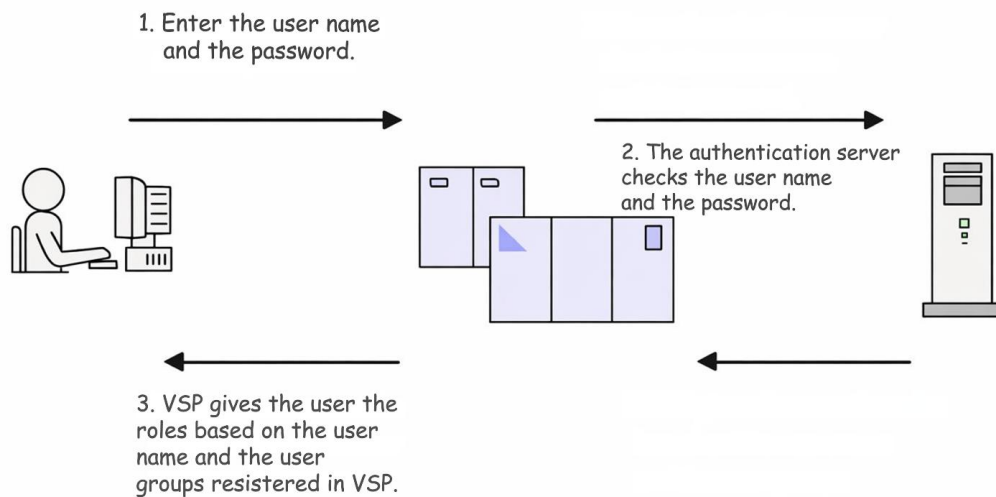 1. Enter the user name
and the password.
2. The authentication server
checks the user name
and the password.
3. VSP gives the user the
roles based on the user
name and the user
groups resistered in VSP.